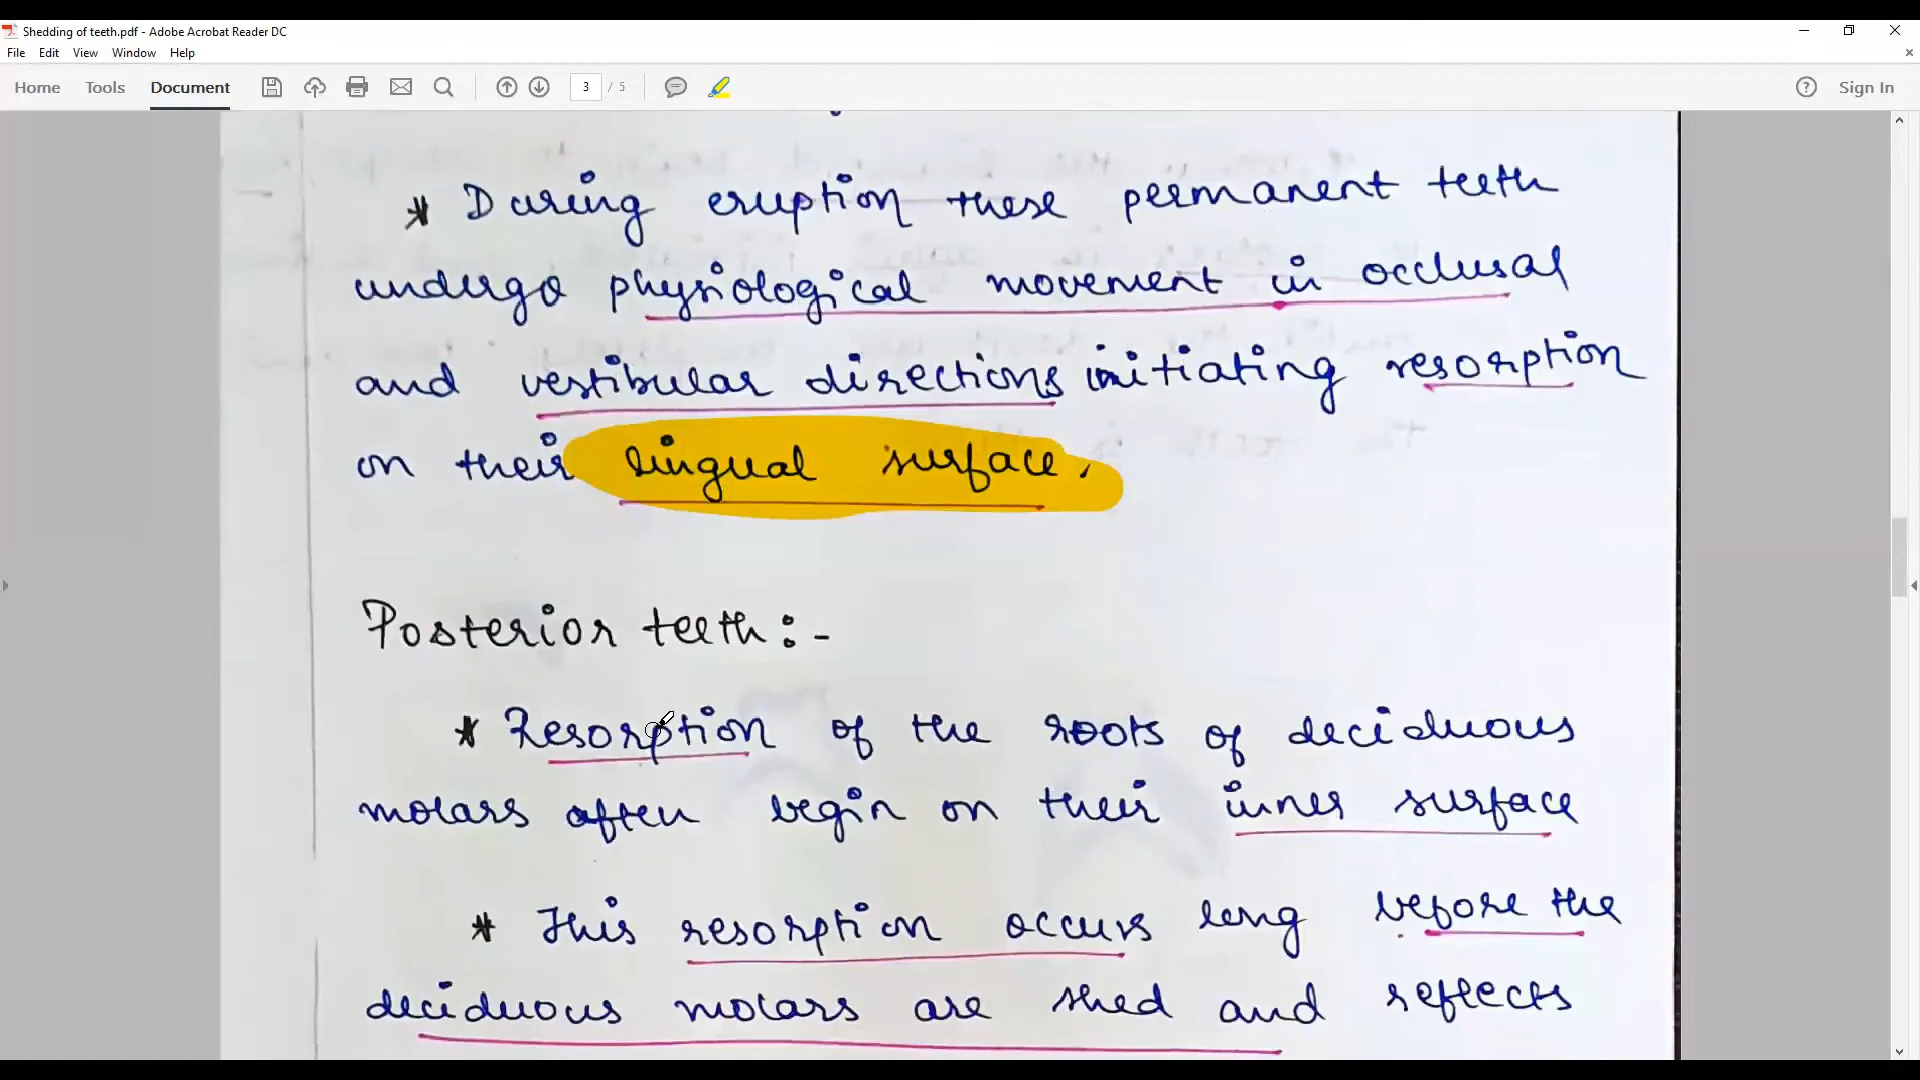 Shedding of teeth.pdf - Adobe Acrobat Reader DC
File Edit View Window Help
Home Tools Document 3 / 5 Sign In
* During eruption these permanent teeth
undergo physiological movement in occlusal
and vestibular directions initiating resorption
on their lingual surface.
Posterior teeth :-
* Resorption of the roots of deciduous
molars often begin on their inner surface
* This resorption occurs long before the
deciduous molars are shed and reflects